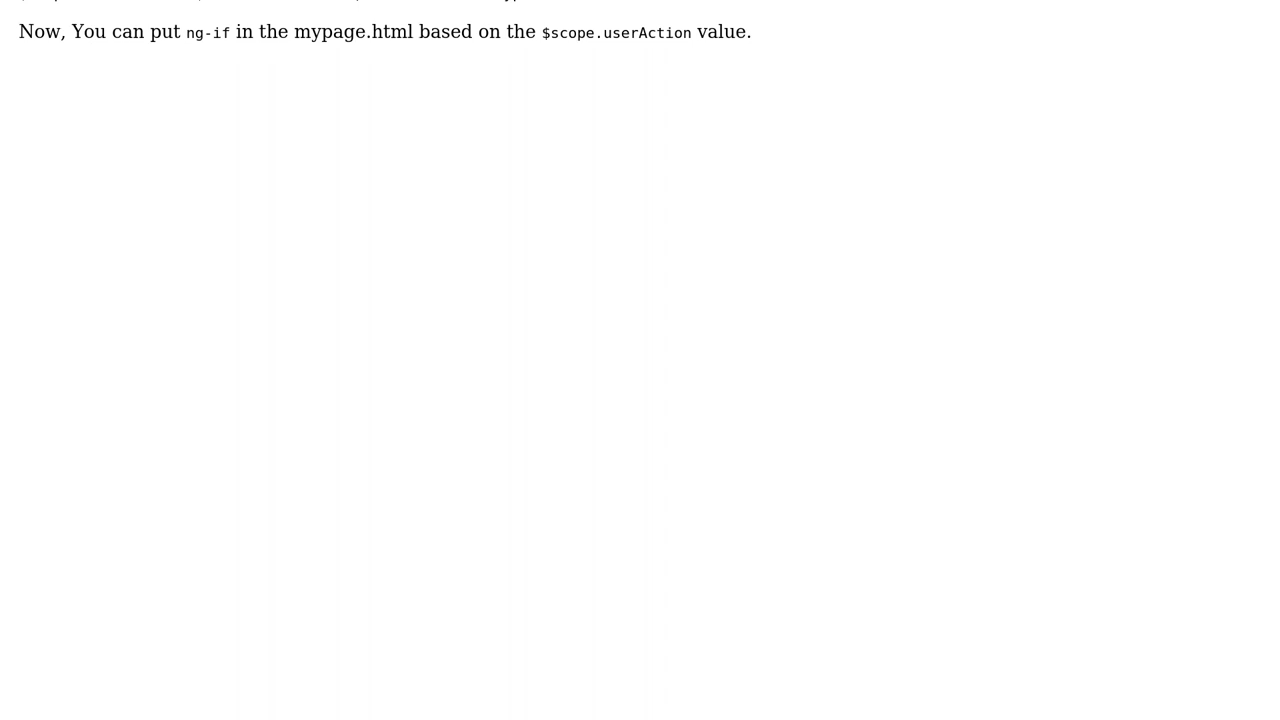 Now, You can put ng-if in the mypage.html based on the $scope.userAction value.